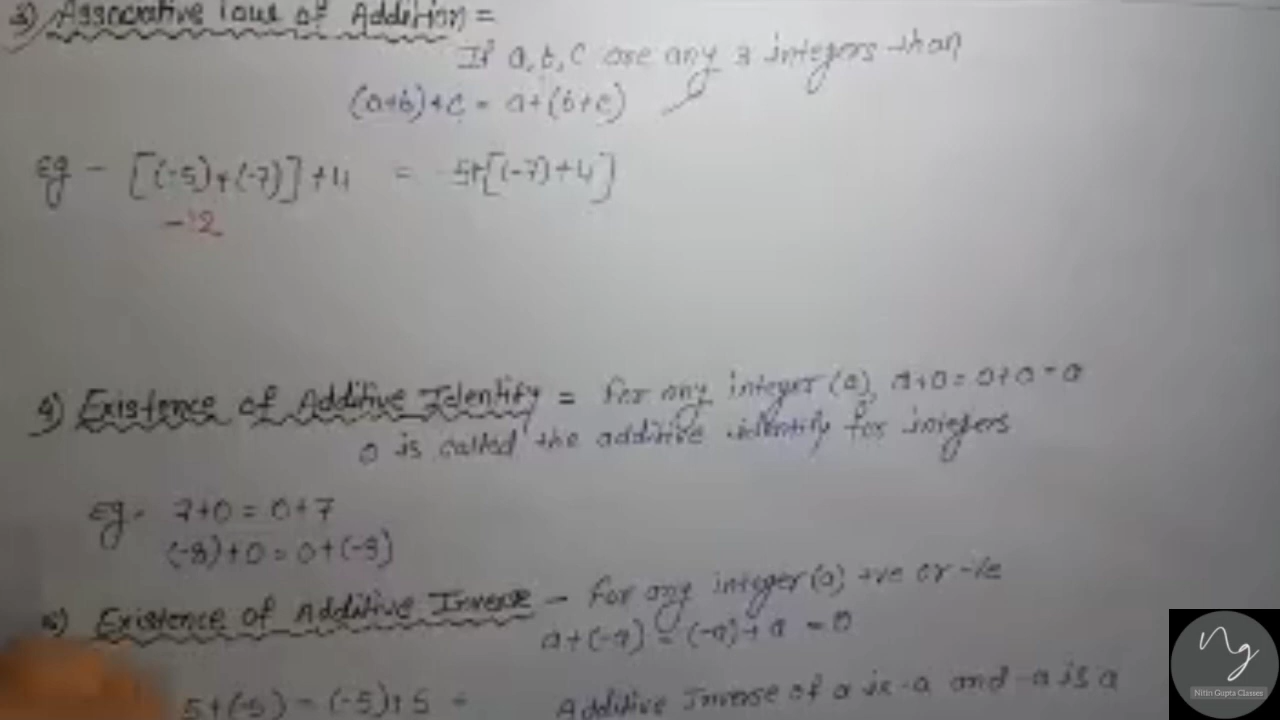 3) Associative laws of Addition =
If a, b, c are any 3 integers than
(a+b)+c = a+(b+c)
Eg - [(-5)+(-7)]+4 = -5+[(-7)+4]
-12
4) Existence of Additive Identity = for any integer (a), a+0=0+a=a
0 is called the additive identity for integers
Eg- 7+0=0+7
(-8)+0=0+(-8)
5) Existence of Additive Inverse - for any integer (a) +ve or -ve
a+(-a) = (-a)+a = 0
5+(-5) = (-5)+5 =
Additive Inverse of a is -a and -a is a
Ng
Nitin Gupta Classes